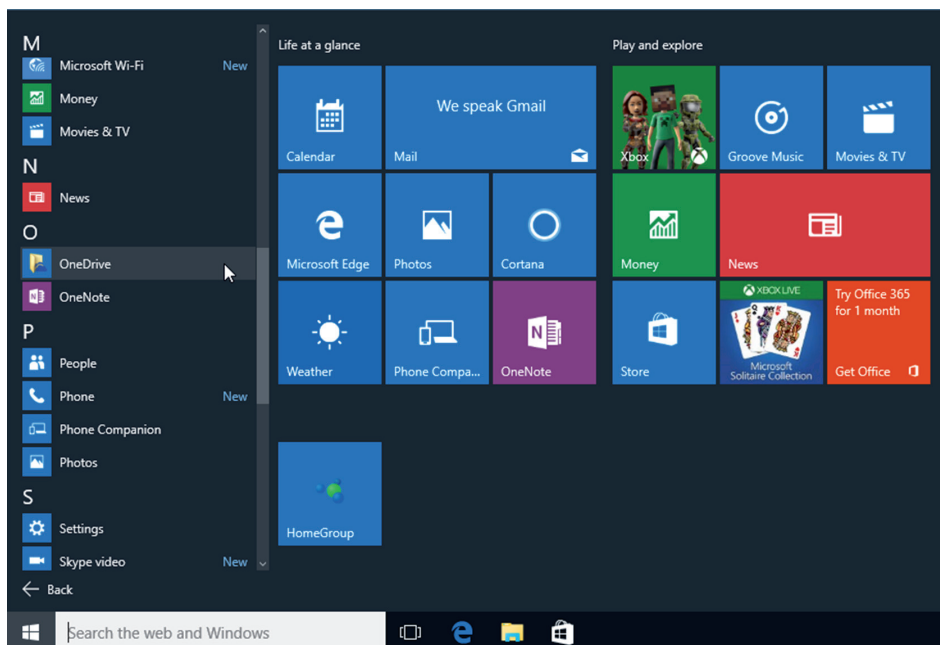 M
Microsoft Wi-Fi New
Money
Movies & TV
N
News
O
OneDrive
OneNote
P
People
Phone New
Phone Companion
Photos
S
Settings
Skype video New
Back
Search the web and Windows
Life at a glance
Calendar
We speak Gmail
Mail
Microsoft Edge
Photos
Cortana
Weather
Phone Compa...
OneNote
HomeGroup
Play and explore
Xbox
Groove Music
Movies & TV
Money
News
Store
XBOX LIVE
Microsoft
Solitaire Collection
Try Office 365
for 1 month
Get Office